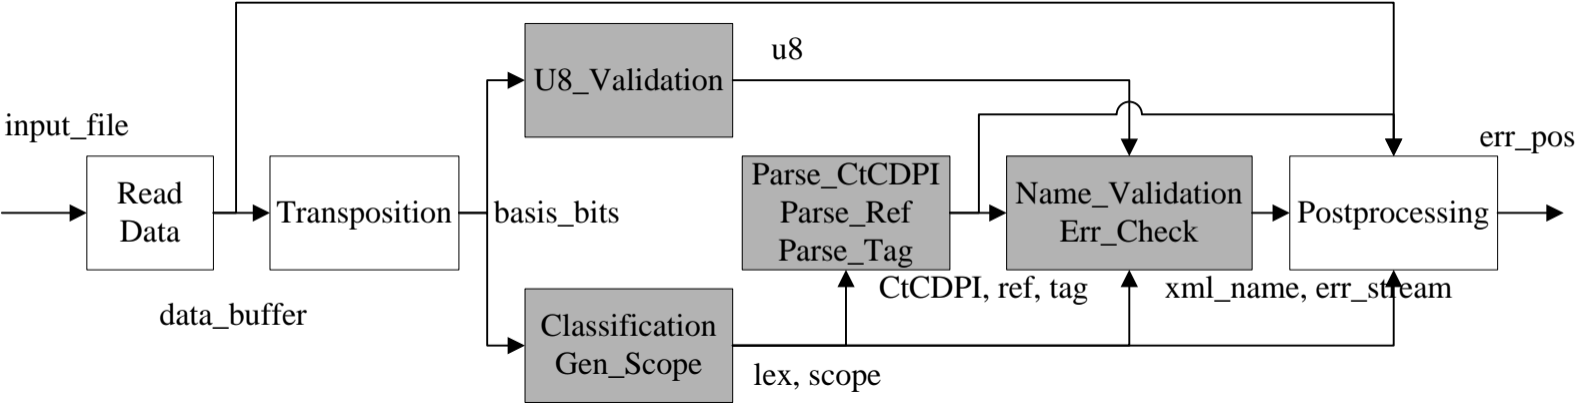 u8
U8_Validation
input_file
err_pos
Read
Data
Transposition
basis_bits
Parse_CtCDPI
Parse_Ref
Parse_Tag
Name_Validation
Err_Check
Postprocessing
CtCDPI, ref, tag
xml_name, err_stream
data_buffer
Classification
Gen_Scope
lex, scope